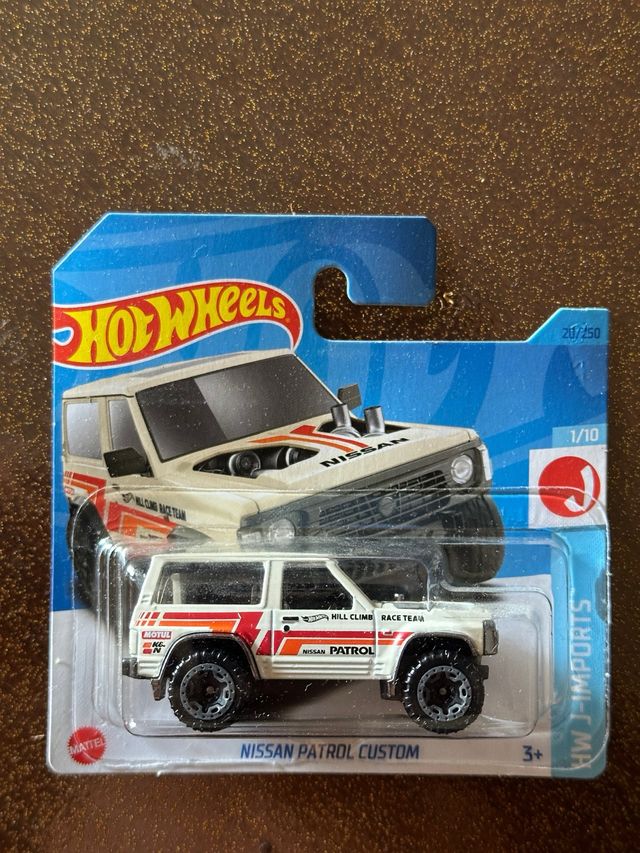 HOT WHEELS
20/250
1/10
J
NISSAN
HILL CLIMB RACE TEAM
HILL CLIMB RACE TEAM
MOTUL
K&N
NISSAN PATROL
HW J-IMPORTS
MATTEL
NISSAN PATROL CUSTOM
3+